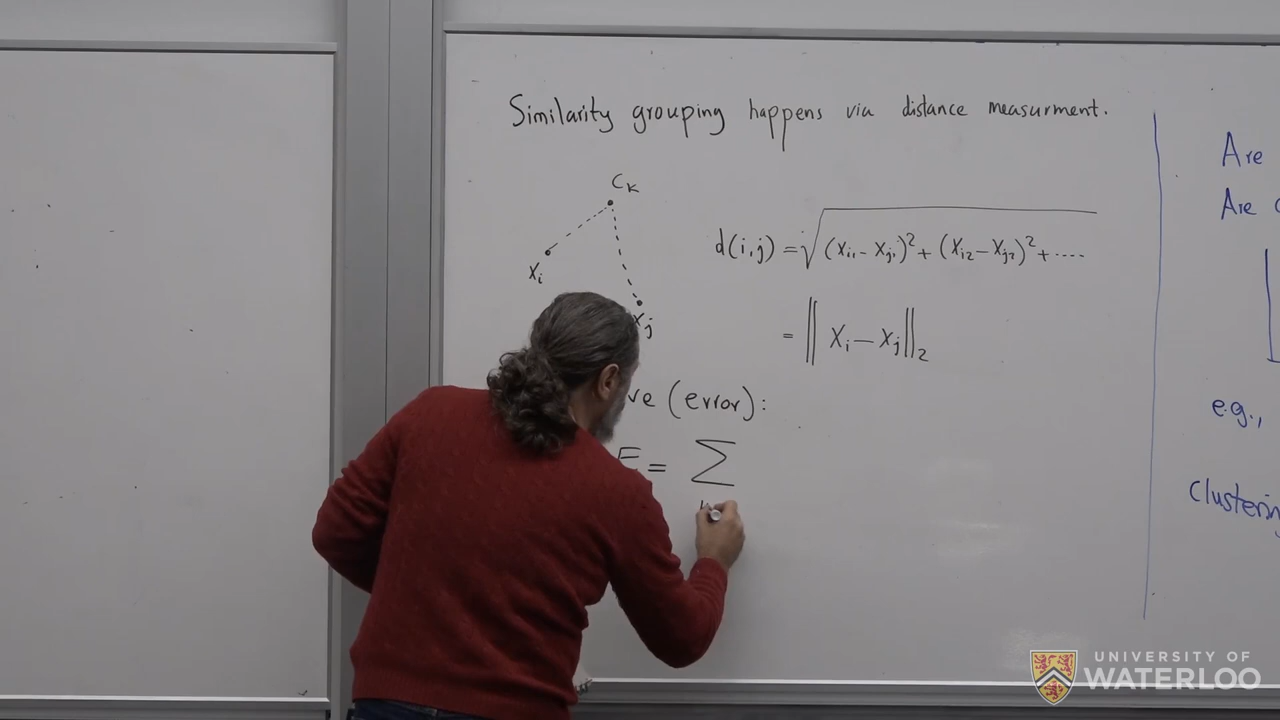 Similarity grouping happens via distance measurment.
C_K
X_i
X_j
d(i,j) = √((X_i1 - X_j1)² + (X_i2 - X_j2)² + ....
= || X_i - X_j ||_2
ve (error):
E = Σ
Are
Are
e.g.,
clustering
UNIVERSITY OF
WATERLOO